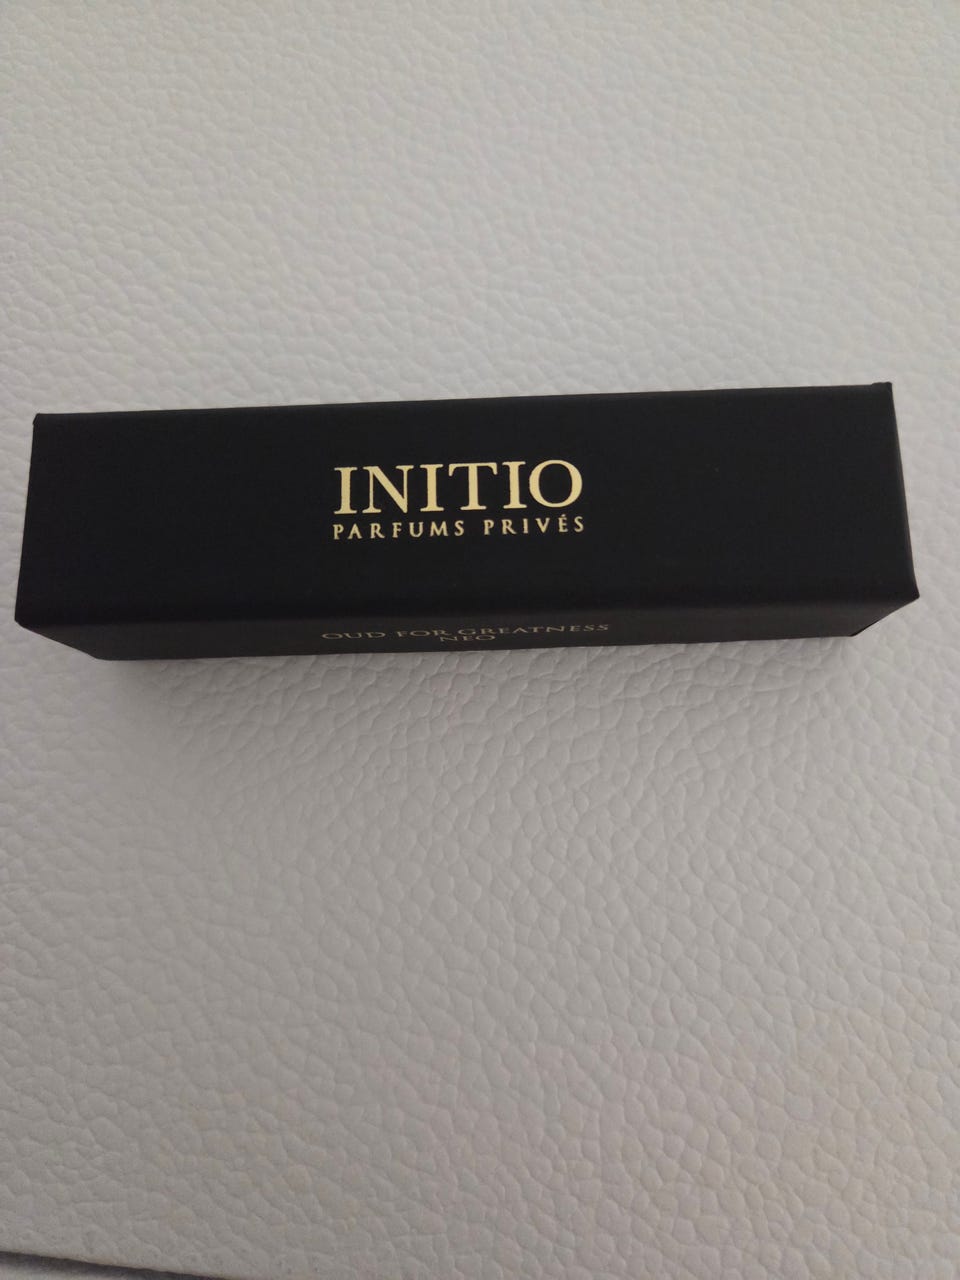 INITIO
PARFUMS PRIVÉS
OUD FOR GREATNESS
NEO